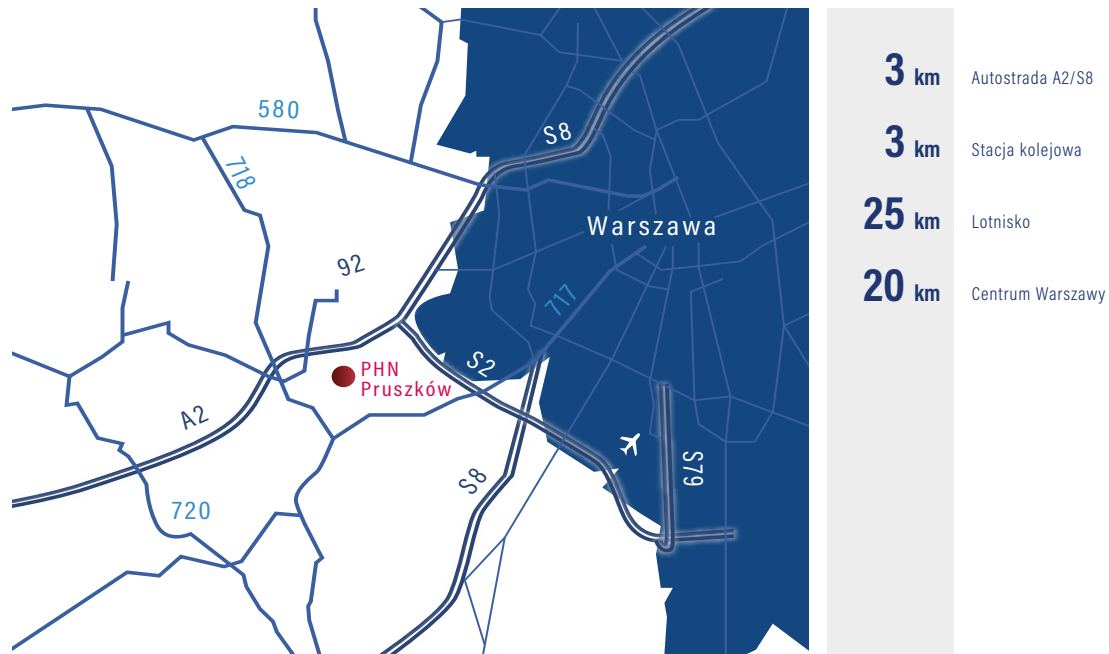 580
S8
718
Warszawa
92
717
S2
PHN
Pruszków
A2
S79
S8
720
3 km Autostrada A2/S8
3 km Stacja kolejowa
25 km Lotnisko
20 km Centrum Warszawy